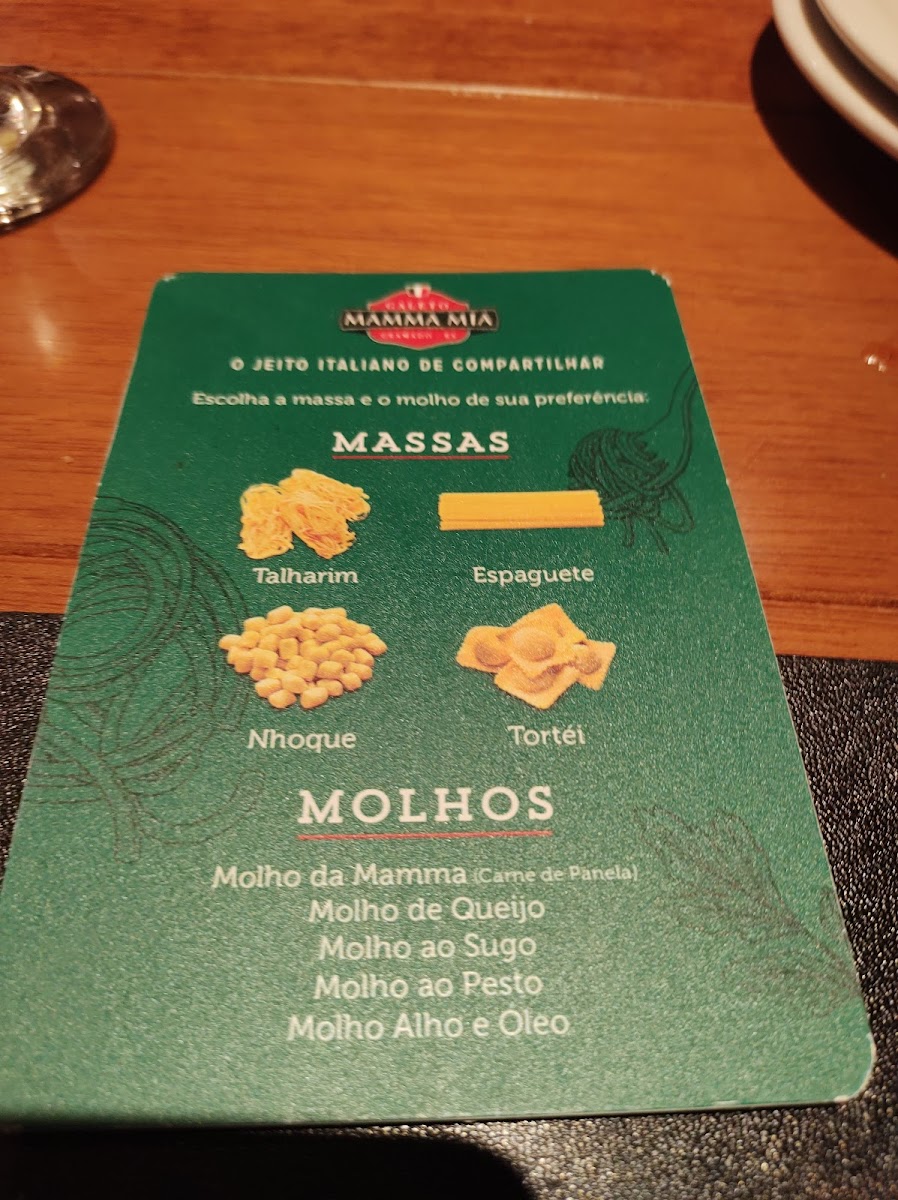 GALETO
MAMMA MIA
GRAMADO - RS
O JEITO ITALIANO DE COMPARTILHAR
Escolha a massa e o molho de sua preferência:
MASSAS
Talharim
Espaguete
Nhoque
Tortéi
MOLHOS
Molho da Mamma (Carne de Panela)
Molho de Queijo
Molho ao Sugo
Molho ao Pesto
Molho Alho e Óleo